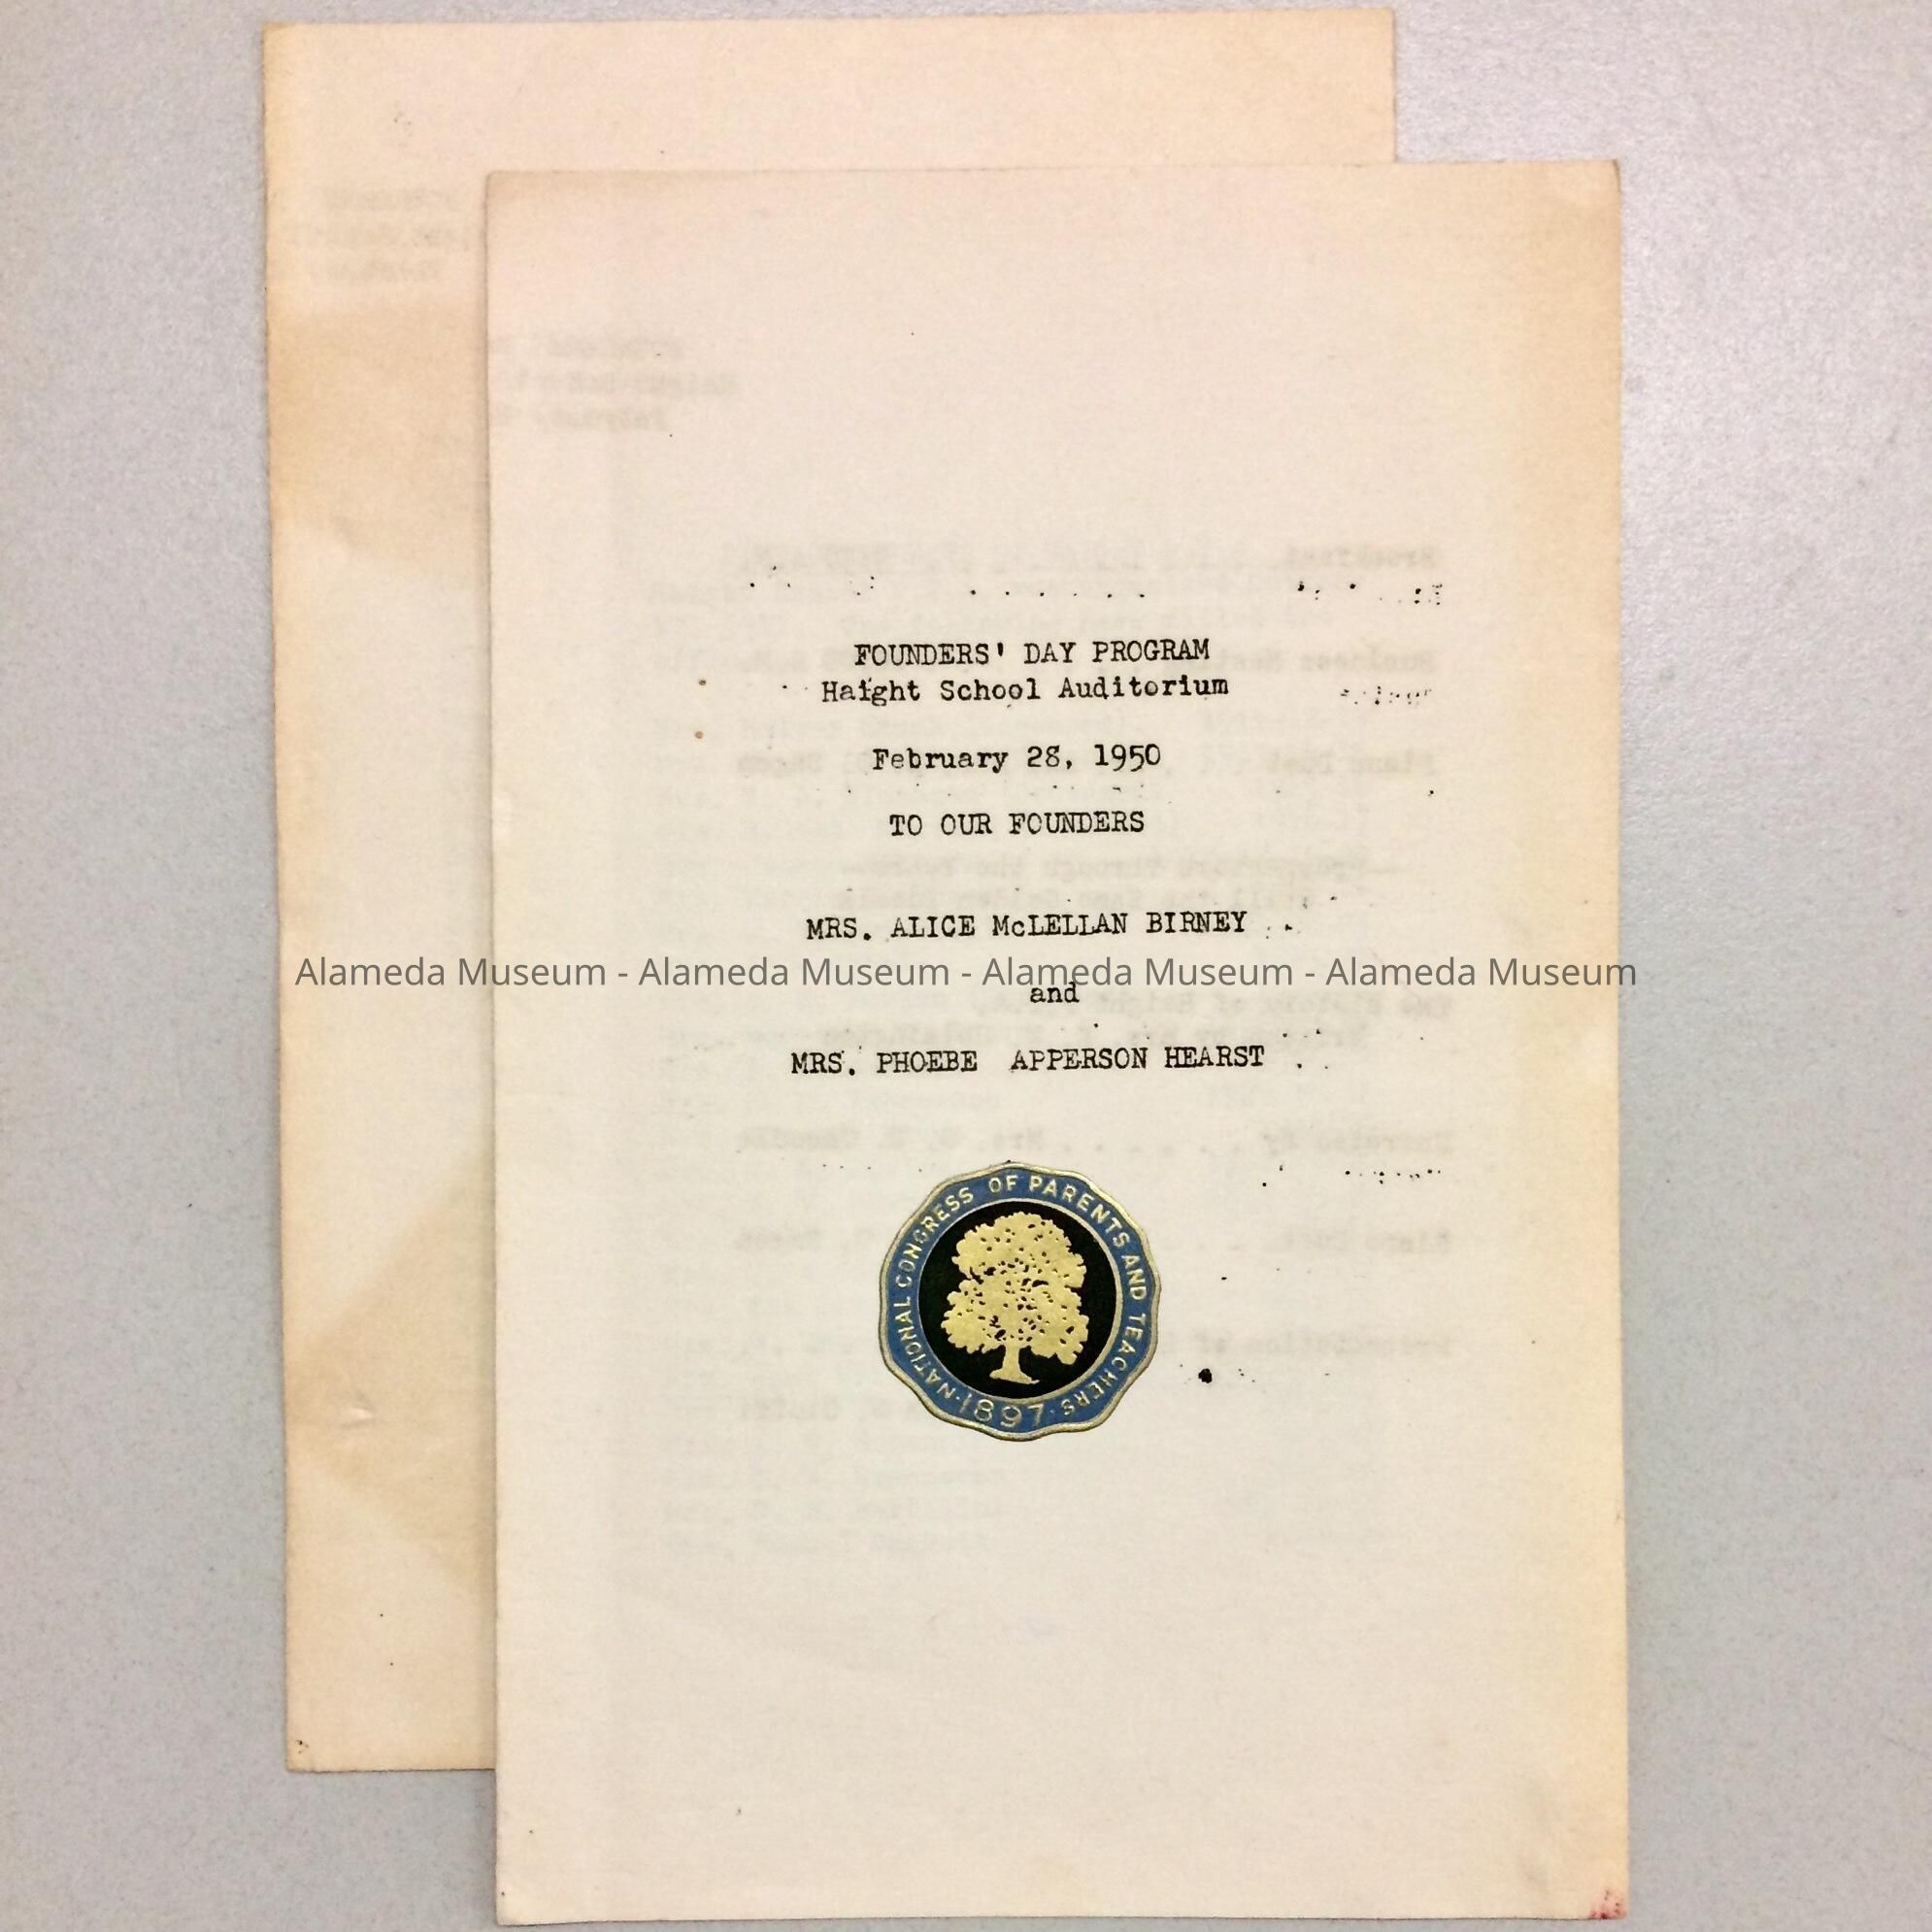 FOUNDERS' DAY PROGRAM
Haight School Auditorium
February 28, 1950
TO OUR FOUNDERS
MRS. ALICE McLELLAN BIRNEY
Alameda Museum - Alameda Museum - Alameda Museum - Alameda Museum
and
MRS. PHOEBE APPERSON HEARST
NATIONAL CONGRESS OF PARENTS AND TEACHERS
1897